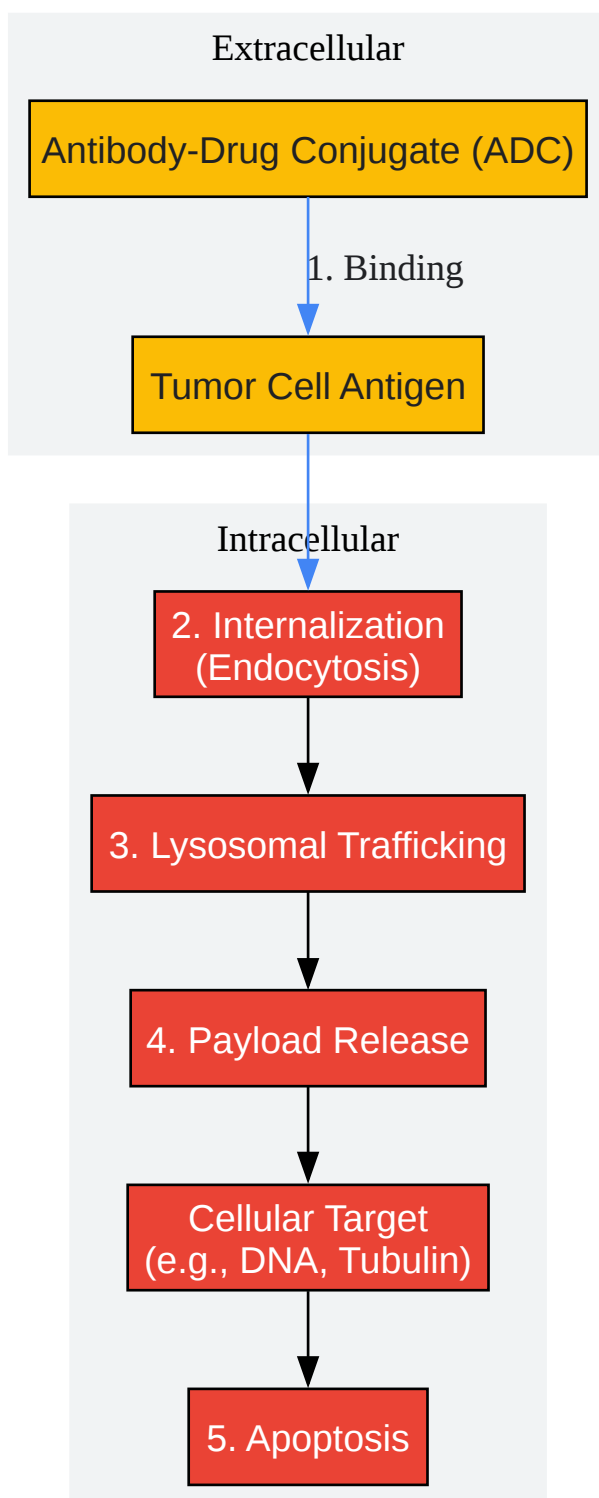 Extracellular
Antibody-Drug Conjugate (ADC)
1. Binding
Tumor Cell Antigen
Intracellular
2. Internalization
(Endocytosis)
3. Lysosomal Trafficking
4. Payload Release
Cellular Target
(e.g., DNA, Tubulin)
5. Apoptosis